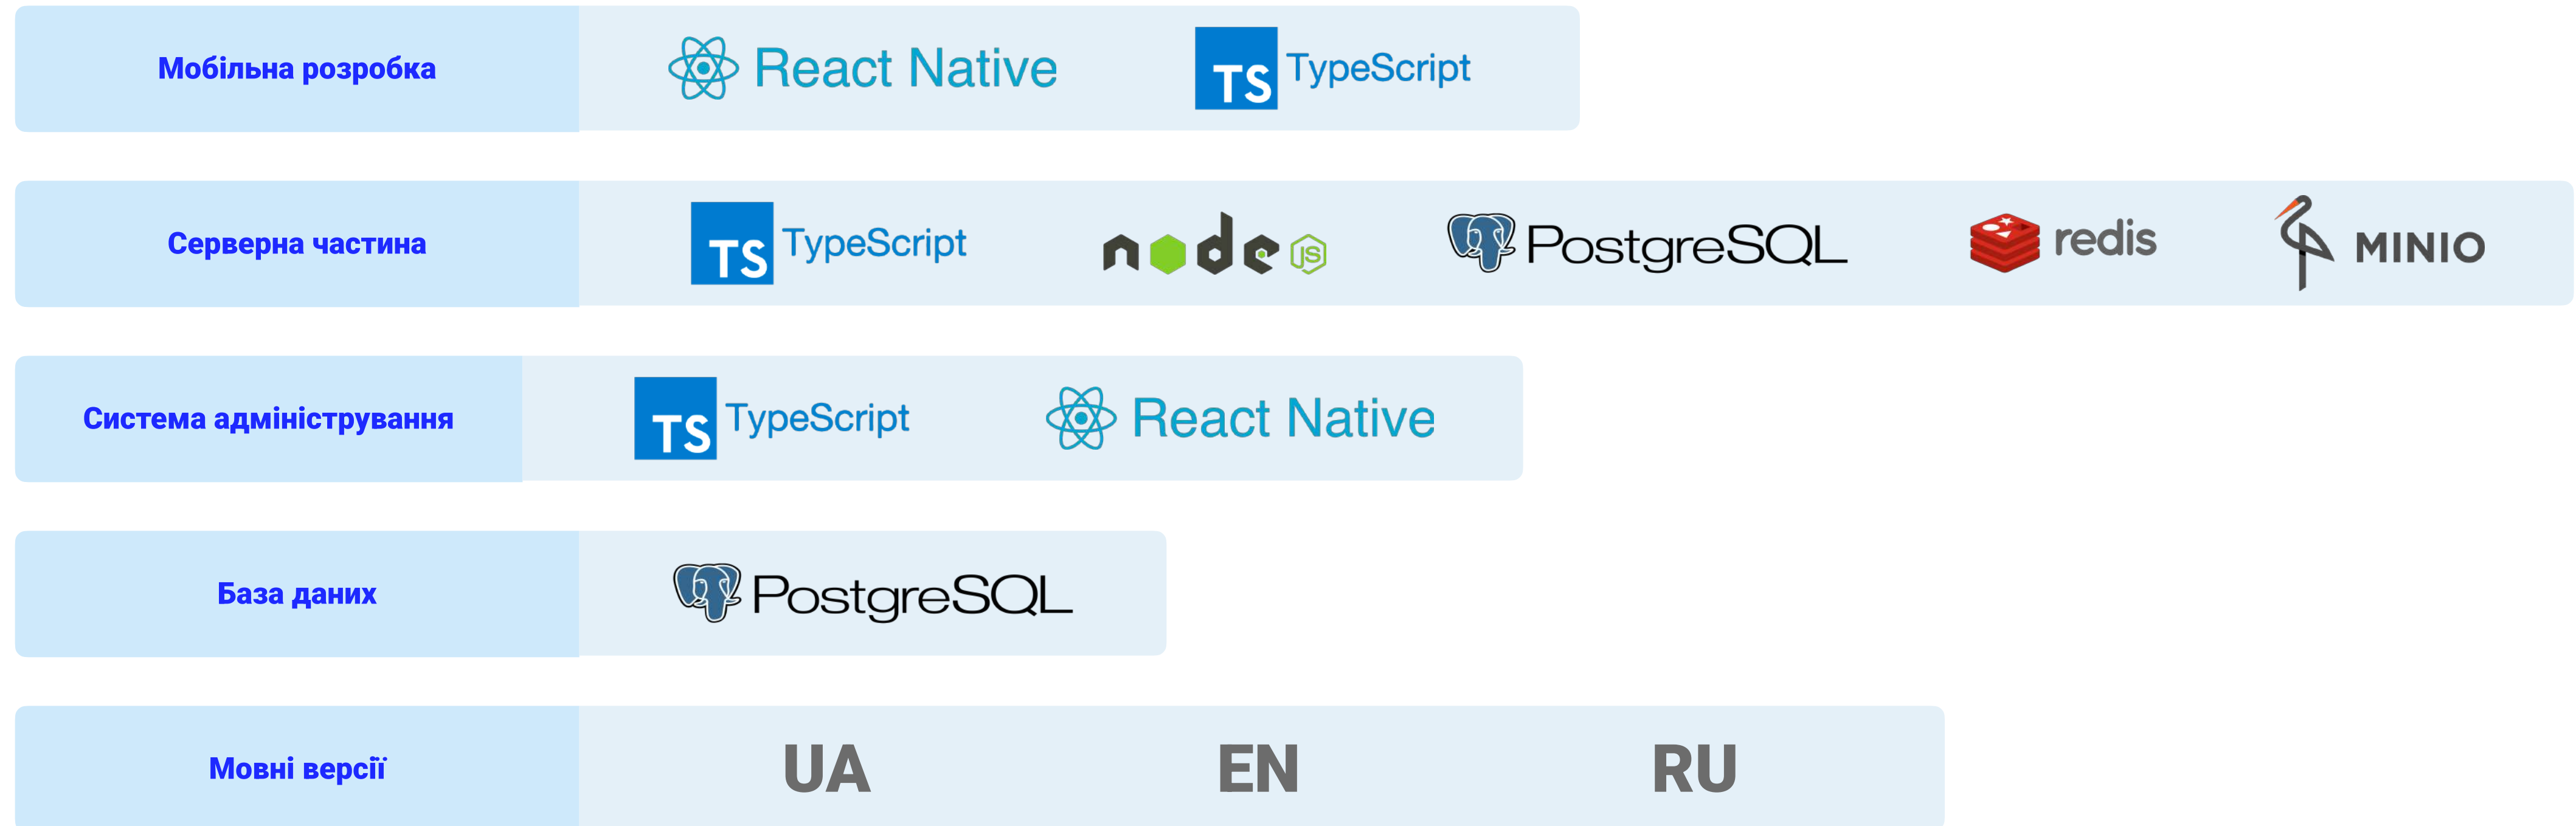 Мобільна розробка React Native TS TypeScript
Серверна частина TS TypeScript node JS PostgreSQL redis MINIO
Система адміністрування TS TypeScript React Native
База даних PostgreSQL
Мовні версії UA EN RU